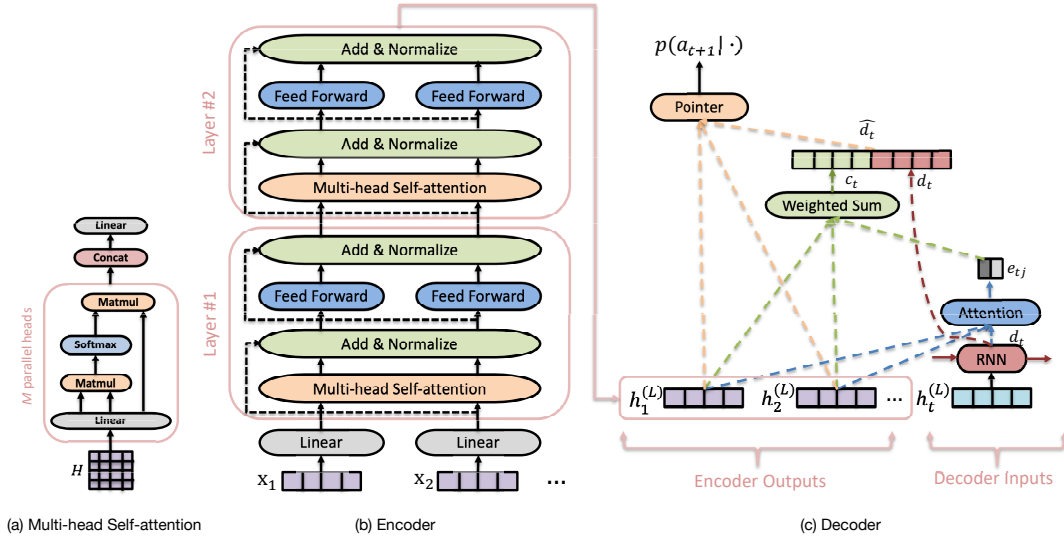 Linear
Concat
Matmul
Softmax
Matmul
Linear
M parallel heads
H
(a) Multi-head Self-attention
Layer #2
Add & Normalize
Feed Forward
Feed Forward
Add & Normalize
Multi-head Self-attention
Layer #1
Add & Normalize
Feed Forward
Feed Forward
Add & Normalize
Multi-head Self-attention
Linear
Linear
x₁
x₂
...
(b) Encoder
p(aₜ₊₁| ·)
Pointer
d̂ₜ
cₜ
dₜ
Weighted Sum
eₜⱼ
Attention
dₜ
RNN
h₁⁽ᴸ⁾
h₂⁽ᴸ⁾
...
hₜ⁽ᴸ⁾
Encoder Outputs
Decoder Inputs
(c) Decoder